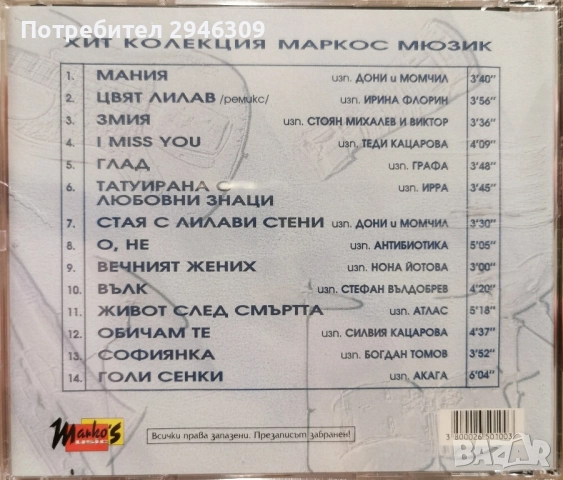 Потребител 2946309
ХИТ КОЛЕКЦИЯ МАРКОС МЮЗИК
1. МАНИЯ изп. ДОНИ и МОМЧИЛ 3'40"
2. ЦВЯТ ЛИЛАВ /ремикс/ изп. ИРИНА ФЛОРИН 3'56"
3. ЗМИЯ изп. СТОЯН МИХАЛЕВ И ВИКТОР 3'36"
4. I MISS YOU изп. ТЕДИ КАЦАРОВА 4'09"
5. ГЛАД изп. ГРАФА 3'48"
6. ТАТУИРАНА С ЛЮБОВНИ ЗНАЦИ изп. ИРРА 3'45"
7. СТАЯ С ЛИЛАВИ СТЕНИ изп. ДОНИ и МОМЧИЛ 3'30"
8. О, НЕ изп. АНТИБИОТИКА 5'05"
9. ВЕЧНИЯТ ЖЕНИХ изп. НОНА ЙОТОВА 3'00"
10. ВЪЛК изп. СТЕФАН ВЪЛДОБРЕВ 4'20"
11. ЖИВОТ СЛЕД СМЪРТТА изп. АТЛАС 5'18"
12. ОБИЧАМ ТЕ изп. СИЛВИЯ КАЦАРОВА 4'37"
13. СОФИЯНКА изп. БОГДАН ТОМОВ 3'52"
14. ГОЛИ СЕНКИ изп. АКАГА 6'04"
Marko's
MUSIC
Всички права запазени. Презаписът забранен!
3 800026 501003
bazar